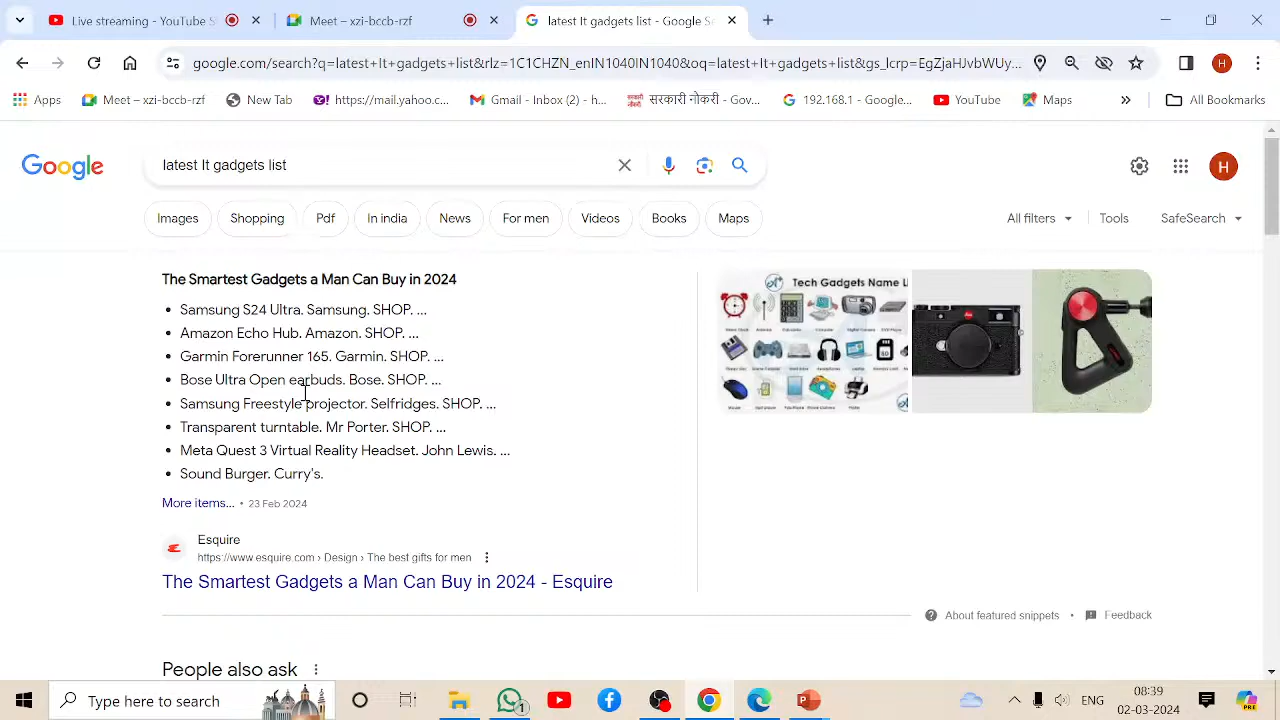 Live streaming - YouTube S
Meet – xzi-bccb-rzf
latest It gadgets list - Google Se
google.com/search?q=latest+It+gadgets+list&rlz=1C1CHZN_enIN1040IN1040&oq=latest+It+gadgets+list&gs_lcrp=EgZjaHJvbWUy...
H
Apps
Meet – xzi-bccb-rzf
New Tab
https://mail.yahoo.c...
Gmail - Inbox (2) - h...
सरकारी नौकरी - Gov...
192.168.1 - Google...
YouTube
Maps
»
All Bookmarks
Google
latest It gadgets list
H
Images
Shopping
Pdf
In india
News
For men
Videos
Books
Maps
All filters
Tools
SafeSearch
The Smartest Gadgets a Man Can Buy in 2024
• Samsung S24 Ultra. Samsung. SHOP. ...
• Amazon Echo Hub. Amazon. SHOP. ...
• Garmin Forerunner 165. Garmin. SHOP. ...
• Bose Ultra Open earbuds. Bose. SHOP. ...
• Samsung Freestyle projector. Selfridges. SHOP. ...
• Transparent turntable. Mr Porter. SHOP. ...
• Meta Quest 3 Virtual Reality Headset. John Lewis. ...
• Sound Burger. Curry's.
More items... • 23 Feb 2024
Tech Gadgets Name Li
Esquire
https://www.esquire.com › Design › The best gifts for men
The Smartest Gadgets a Man Can Buy in 2024 - Esquire
About featured snippets • Feedback
People also ask
Type here to search
1
ENG
08:39
02-03-2024